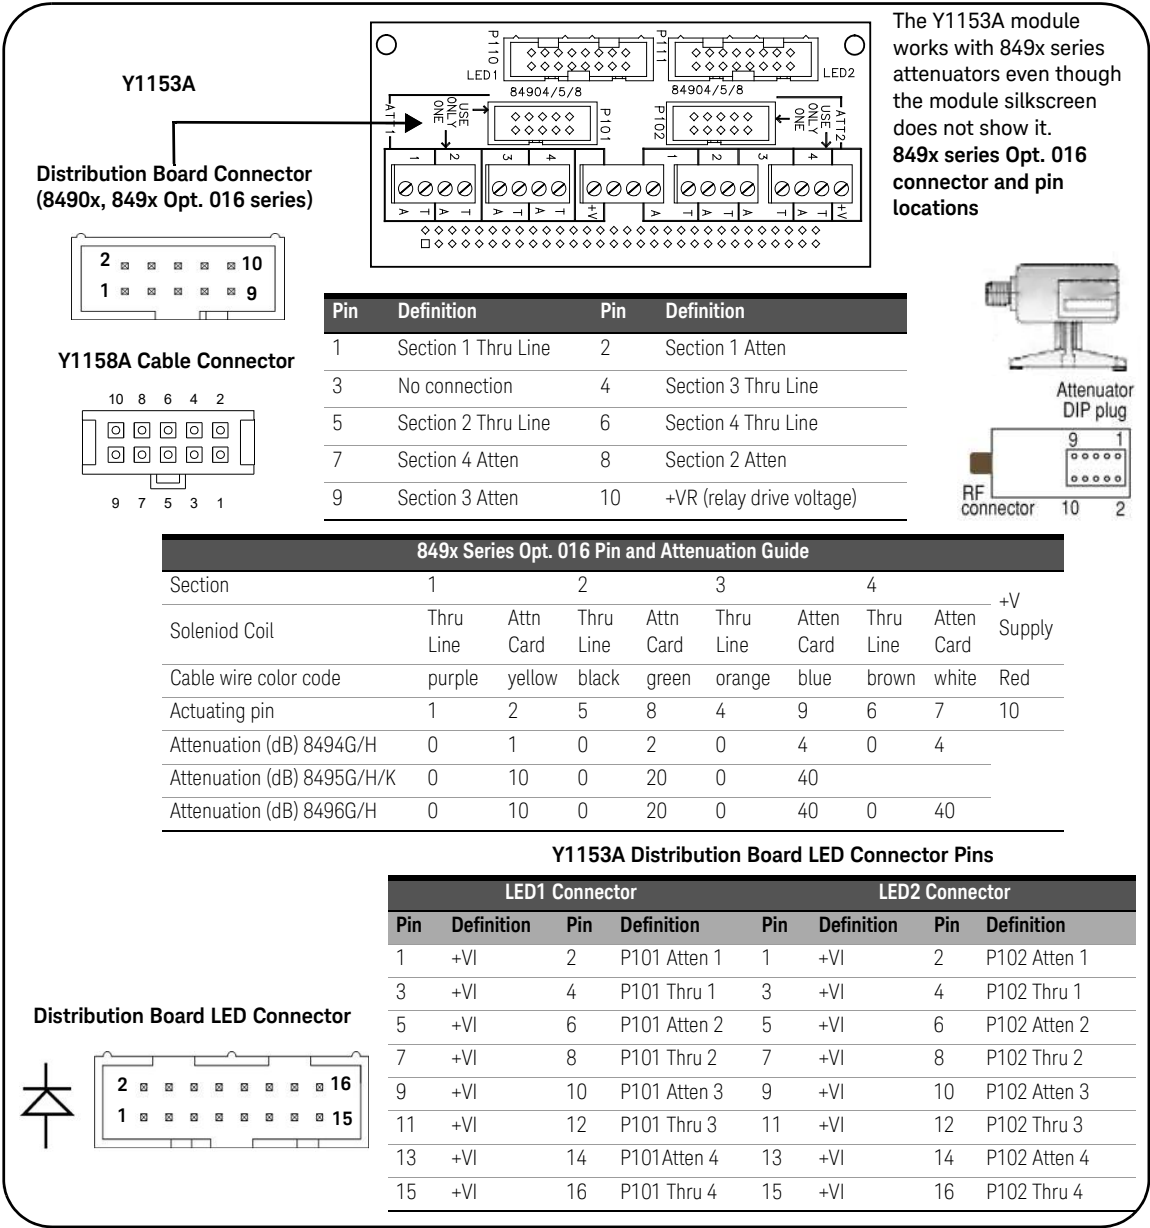 Y1153A
Distribution Board Connector
(8490x, 849x Opt. 016 series)
2 10
1 9
Y1158A Cable Connector
10 8 6 4 2
9 7 5 3 1
P110
P111
LED1
LED2
84904/5/8
84904/5/8
ATT1
USE
ONLY
ONE
P101
P102
USE
ONLY
ONE
ATT2
1 2 3 4 1 2 3 4
A T A T A T A T +V A T A T A T A T +V
The Y1153A module
works with 849x series
attenuators even though
the module silkscreen
does not show it.
849x series Opt. 016
connector and pin
locations
Attenuator
DIP plug
9 1
RF
connector
10 2
Pin Definition Pin Definition
1 Section 1 Thru Line 2 Section 1 Atten
3 No connection 4 Section 3 Thru Line
5 Section 2 Thru Line 6 Section 4 Thru Line
7 Section 4 Atten 8 Section 2 Atten
9 Section 3 Atten 10 +VR (relay drive voltage)
849x Series Opt. 016 Pin and Attenuation Guide
Section 1 2 3 4 +V Supply
Soleniod Coil Thru Line Attn Card Thru Line Attn Card Thru Line Atten Card Thru Line Atten Card
Cable wire color code purple yellow black green orange blue brown white Red
Actuating pin 1 2 5 8 4 9 6 7 10
Attenuation (dB) 8494G/H 0 1 0 2 0 4 0 4
Attenuation (dB) 8495G/H/K 0 10 0 20 0 40
Attenuation (dB) 8496G/H 0 10 0 20 0 40 0 40
Y1153A Distribution Board LED Connector Pins
LED1 Connector LED2 Connector
Pin Definition Pin Definition Pin Definition Pin Definition
1 +VI 2 P101 Atten 1 1 +VI 2 P102 Atten 1
3 +VI 4 P101 Thru 1 3 +VI 4 P102 Thru 1
5 +VI 6 P101 Atten 2 5 +VI 6 P102 Atten 2
7 +VI 8 P101 Thru 2 7 +VI 8 P102 Thru 2
9 +VI 10 P101 Atten 3 9 +VI 10 P102 Atten 3
11 +VI 12 P101 Thru 3 11 +VI 12 P102 Thru 3
13 +VI 14 P101Atten 4 13 +VI 14 P102 Atten 4
15 +VI 16 P101 Thru 4 15 +VI 16 P102 Thru 4
Distribution Board LED Connector
2 16
1 15